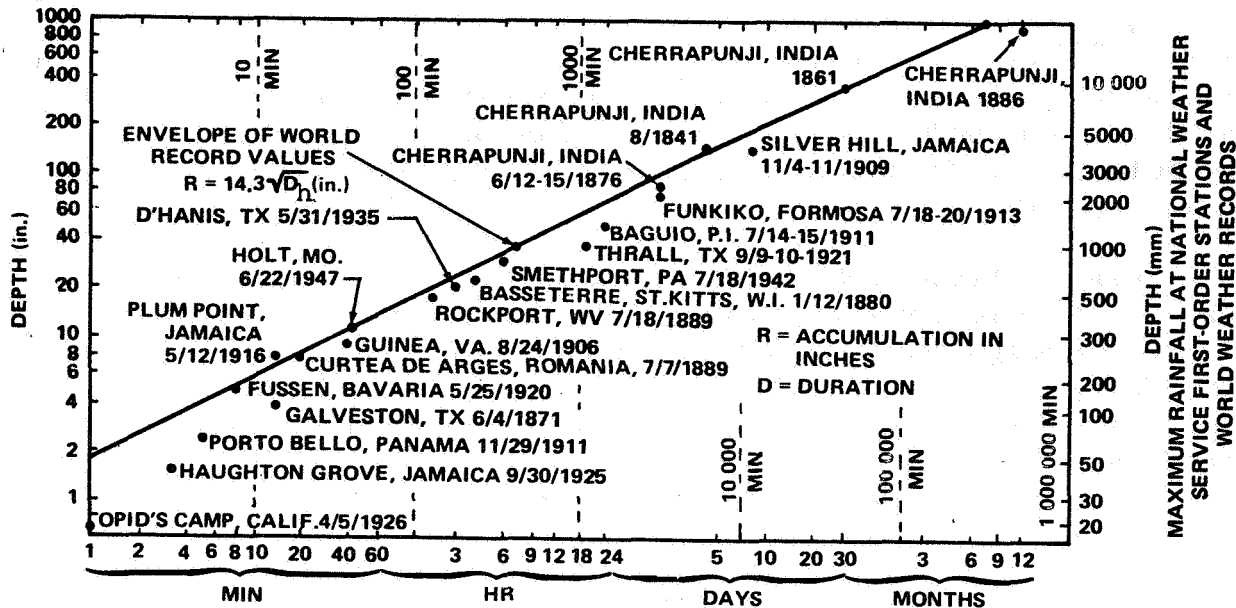 1000
800
600
400
200
100
80
60
40
20
10
8
6
4
2
1
DEPTH (in.)
10
MIN
100
MIN
1000
MIN
CHERRAPUNJI, INDIA
1861
CHERRAPUNJI,
INDIA 1886
CHERRAPUNJI, INDIA
8/1841
ENVELOPE OF WORLD
RECORD VALUES
R = 14.3√Dh (in.)
CHERRAPUNJI, INDIA
6/12-15/1876
SILVER HILL, JAMAICA
11/4-11/1909
D'HANIS, TX 5/31/1935
FUNKIKO, FORMOSA 7/18-20/1913
BAGUIO, P.I. 7/14-15/1911
THRALL, TX 9/9-10-1921
HOLT, MO.
6/22/1947
SMETHPORT, PA 7/18/1942
BASSETERRE, ST.KITTS, W.I. 1/12/1880
ROCKPORT, WV 7/18/1889
PLUM POINT,
JAMAICA
5/12/1916
GUINEA, VA. 8/24/1906
CURTEA DE ARGES, ROMANIA, 7/7/1889
R = ACCUMULATION IN
INCHES
D = DURATION
FUSSEN, BAVARIA 5/25/1920
GALVESTON, TX 6/4/1871
PORTO BELLO, PANAMA 11/29/1911
HAUGHTON GROVE, JAMAICA 9/30/1925
OPID'S CAMP, CALIF.4/5/1926
10 000
MIN
100 000
MIN
1 000 000 MIN
10 000
5000
3000
2000
1000
500
300
200
100
50
30
20
DEPTH (mm)
MAXIMUM RAINFALL AT NATIONAL WEATHER
SERVICE FIRST-ORDER STATIONS AND
WORLD WEATHER RECORDS
1 2 4 6 8 10 20 40 60 3 6 9 12 18 24 5 10 20 30 3 6 9 12
MIN HR DAYS MONTHS